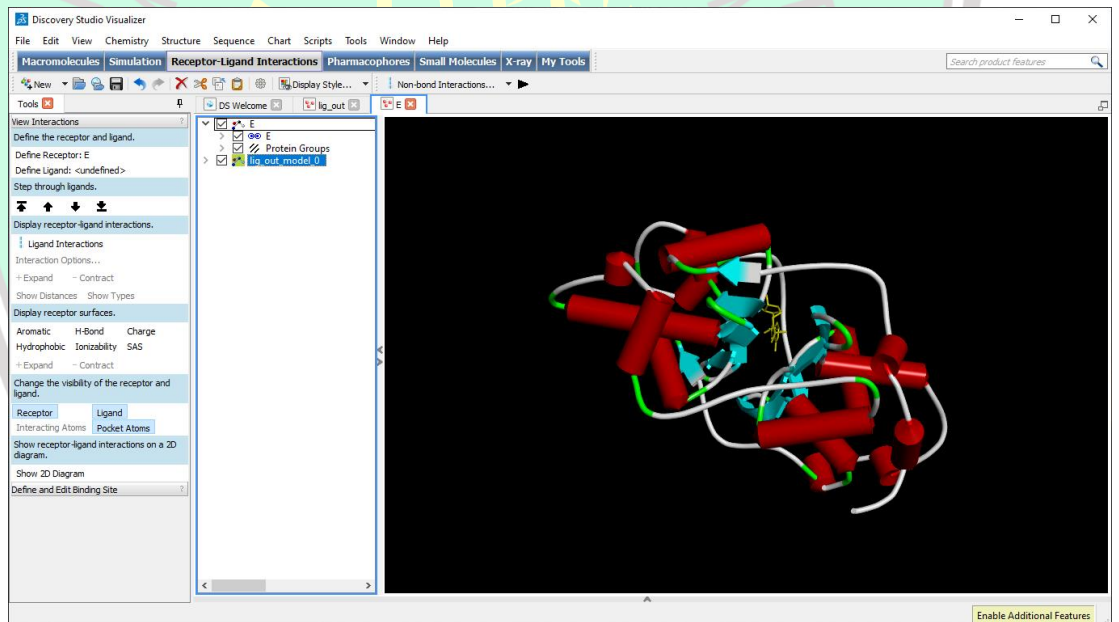 Discovery Studio Visualizer
File Edit View Chemistry Structure Sequence Chart Scripts Tools Window Help
Macromolecules Simulation Receptor-Ligand Interactions Pharmacophores Small Molecules X-ray My Tools
Search product features
New Display Style... Non-bond Interactions...
Tools
DS Welcome lig_out E
View Interactions ?
Define the receptor and ligand.
Define Receptor: E
Define Ligand: <undefined>
Step through ligands.
Display receptor-ligand interactions.
Ligand Interactions
Interaction Options...
+Expand - Contract
Show Distances Show Types
Display receptor surfaces.
Aromatic H-Bond Charge
Hydrophobic Ionizability SAS
+Expand - Contract
Change the visibility of the receptor and
ligand.
Receptor Ligand
Interacting Atoms Pocket Atoms
Show receptor-ligand interactions on a 2D
diagram.
Show 2D Diagram
Define and Edit Binding Site ?
E
E
Protein Groups
lig_out_model_0
Enable Additional Features